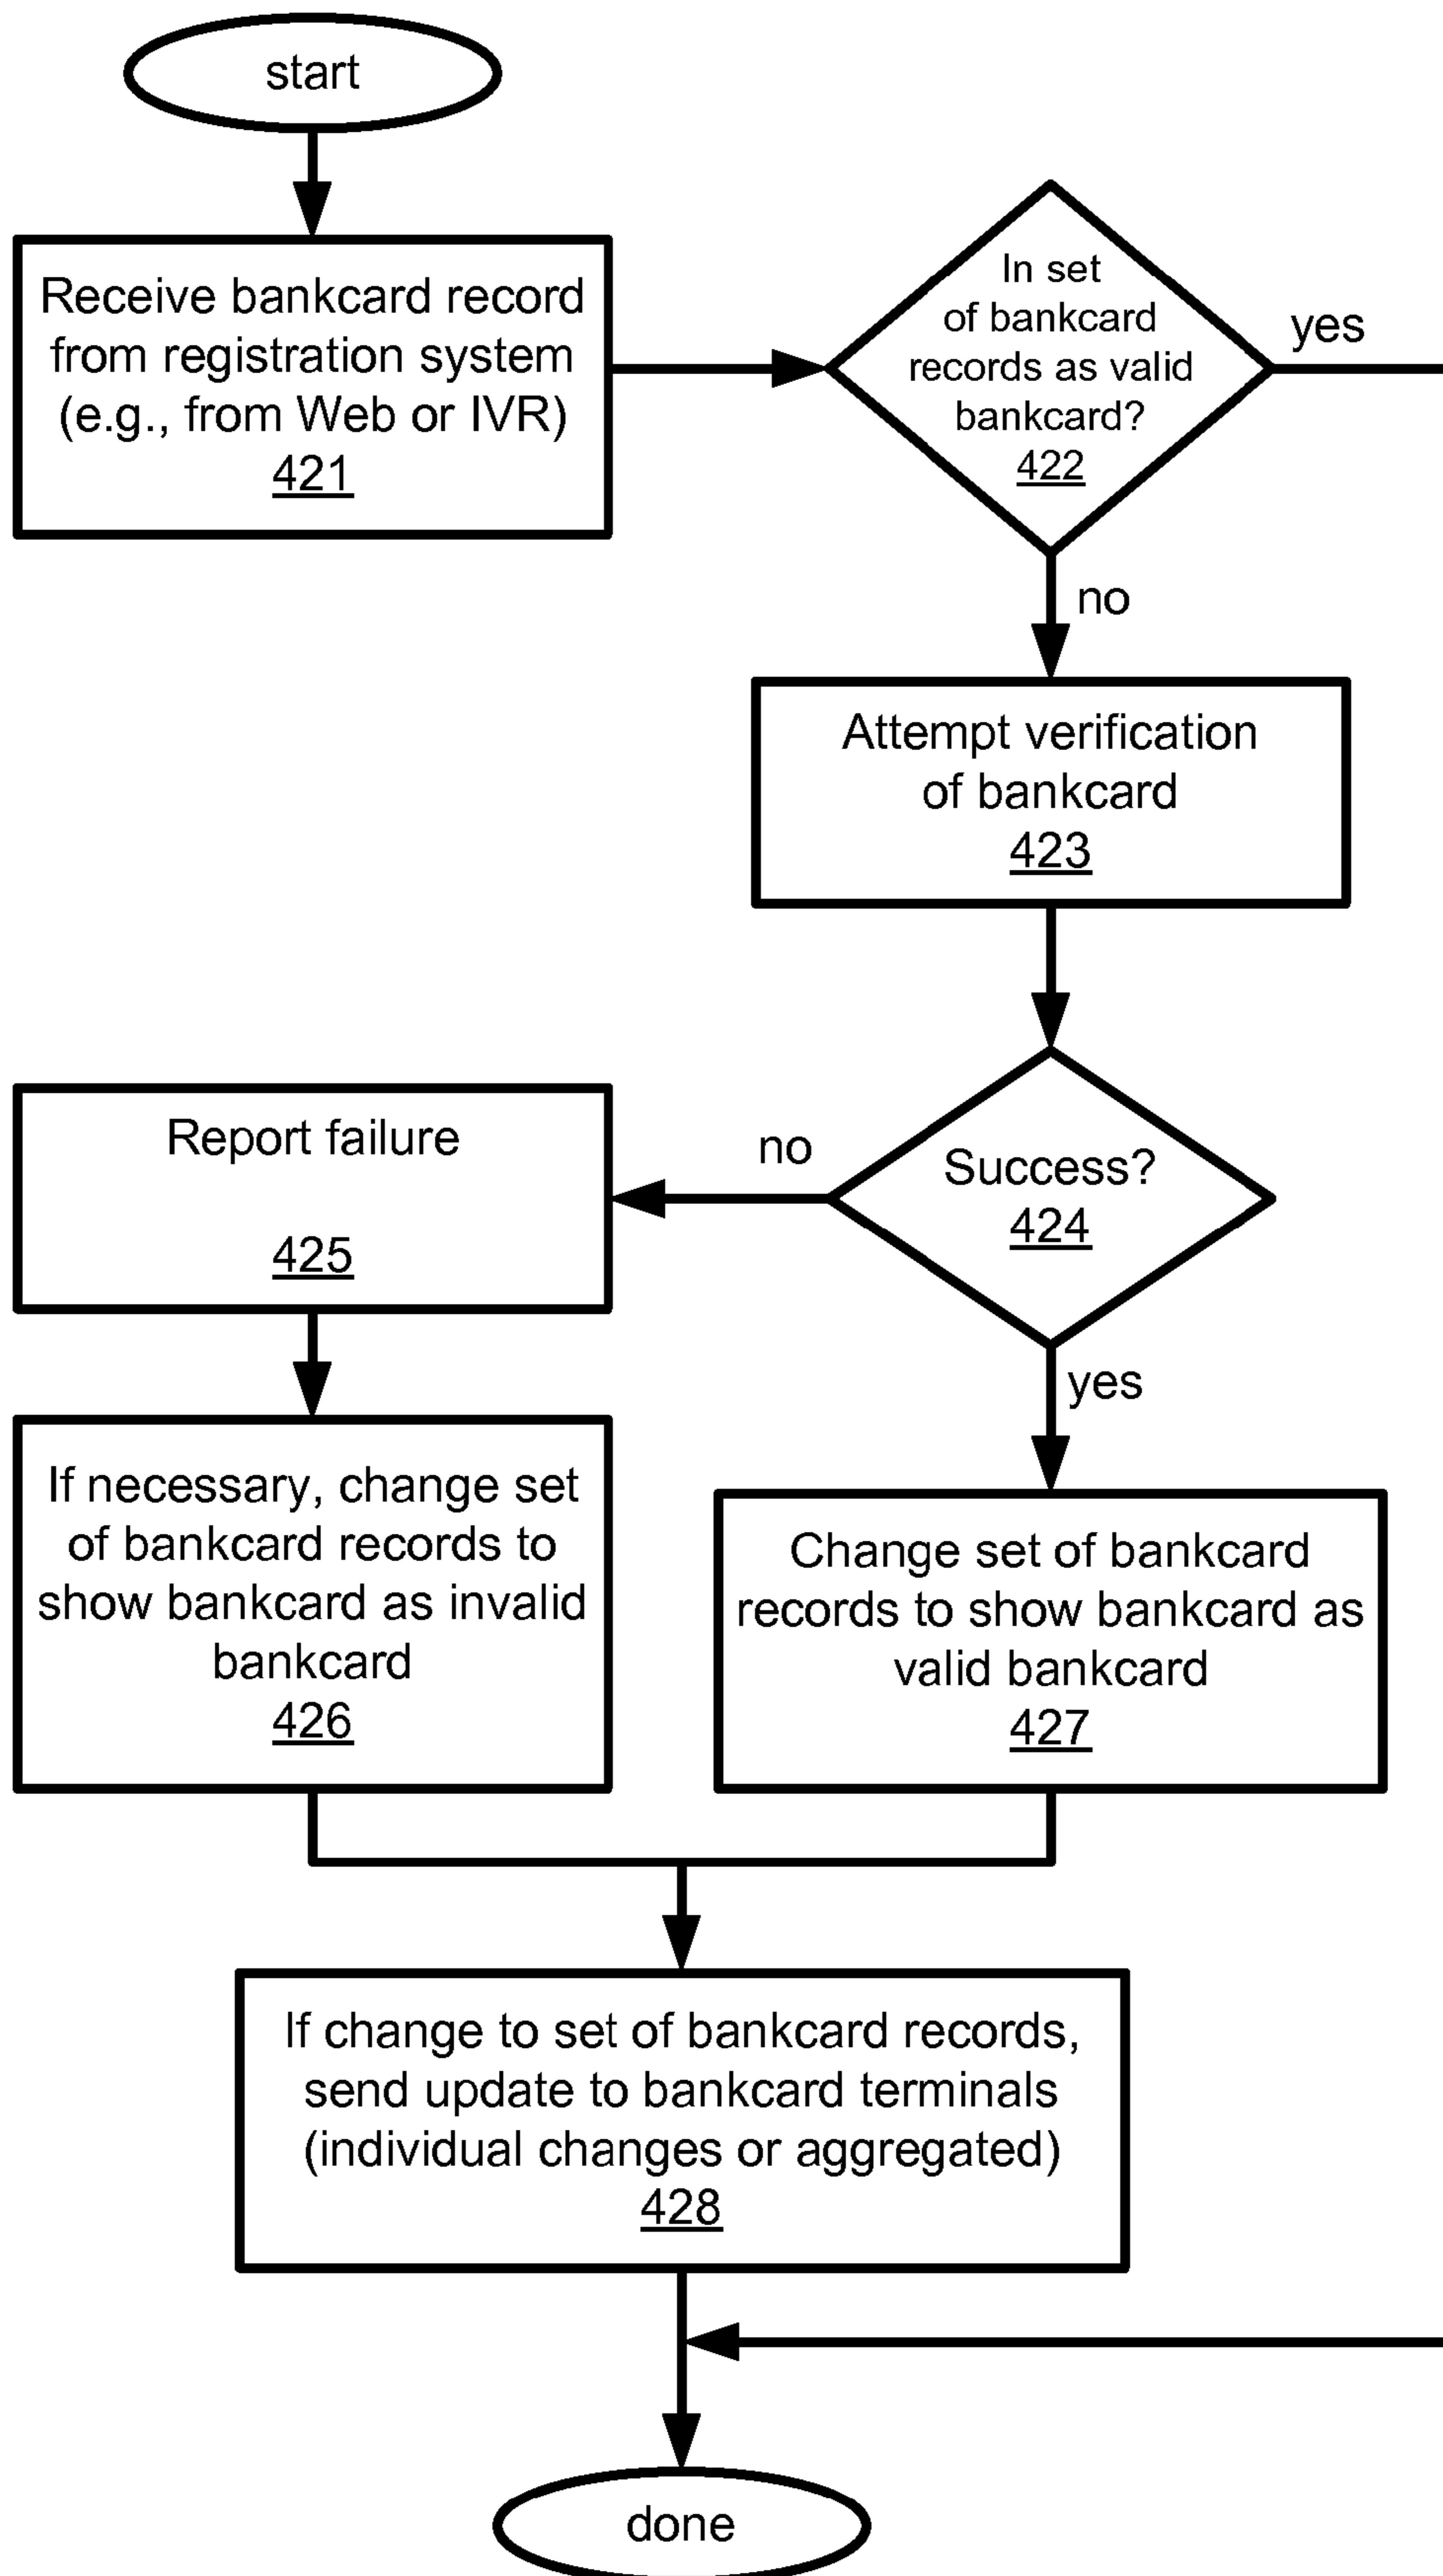 start
Receive bankcard record
from registration system
(e.g., from Web or IVR)
421
In set
of bankcard
records as valid
bankcard?
422
yes
no
Attempt verification
of bankcard
423
Success?
424
no
yes
Report failure
425
If necessary, change set
of bankcard records to
show bankcard as invalid
bankcard
426
Change set of bankcard
records to show bankcard as
valid bankcard
427
If change to set of bankcard records,
send update to bankcard terminals
(individual changes or aggregated)
428
done